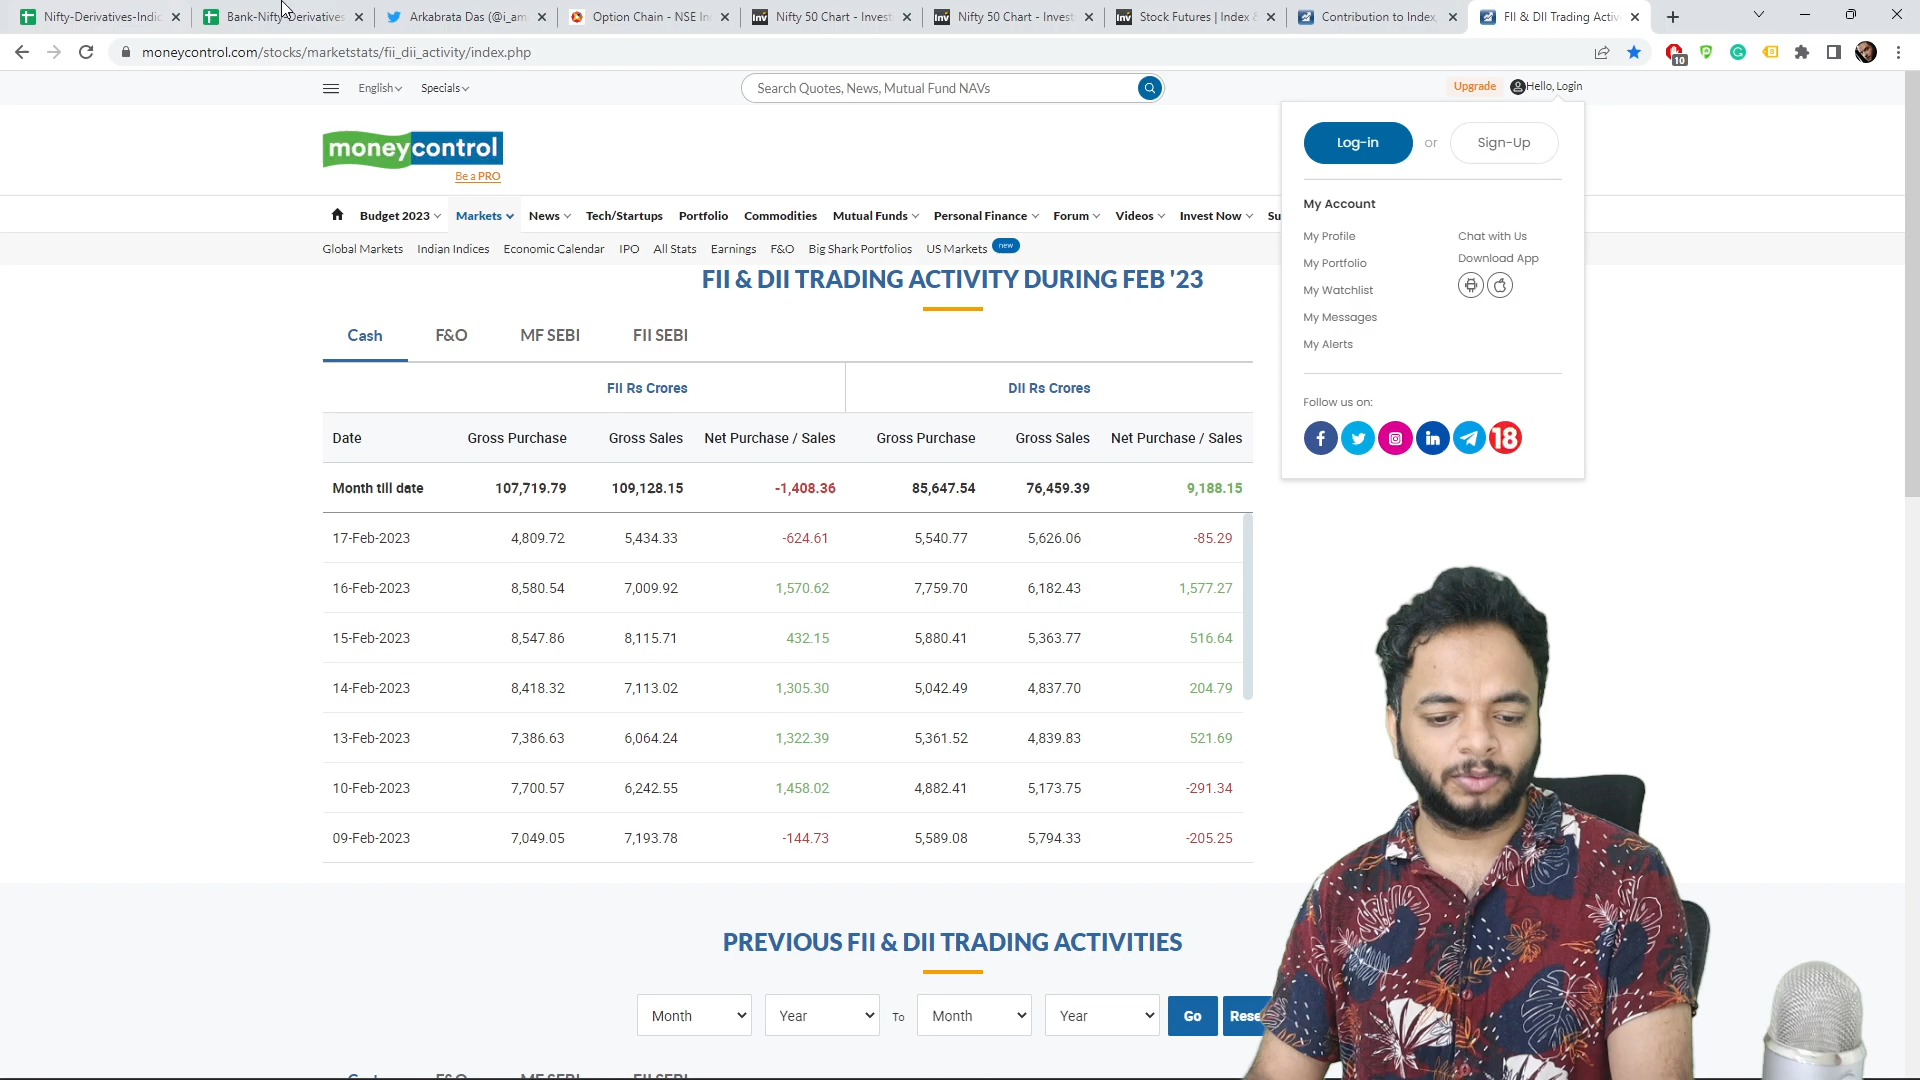 Nifty-Derivatives-Indic
Bank-Nifty-Derivatives
Arkabrata Das (@i_am
Option Chain - NSE In
Nifty 50 Chart - Invest
Nifty 50 Chart - Invest
Stock Futures | Index &
Contribution to Index,
FII & DII Trading Activ
moneycontrol.com/stocks/marketstats/fii_dii_activity/index.php
10
English
Specials
Search Quotes, News, Mutual Fund NAVs
Upgrade
Hello, Login
moneycontrol
Be a PRO
Log-in or Sign-Up
Budget 2023 Markets News Tech/Startups Portfolio Commodities Mutual Funds Personal Finance Forum Videos Invest Now Su
Global Markets Indian Indices Economic Calendar IPO All Stats Earnings F&O Big Shark Portfolios US Markets new
My Account
My Profile
My Portfolio
My Watchlist
My Messages
My Alerts
Chat with Us
Download App
Follow us on:
18
FII & DII TRADING ACTIVITY DURING FEB '23
Cash F&O MF SEBI FII SEBI
FII Rs Crores DII Rs Crores
Date Gross Purchase Gross Sales Net Purchase / Sales Gross Purchase Gross Sales Net Purchase / Sales
Month till date 107,719.79 109,128.15 -1,408.36 85,647.54 76,459.39 9,188.15
17-Feb-2023 4,809.72 5,434.33 -624.61 5,540.77 5,626.06 -85.29
16-Feb-2023 8,580.54 7,009.92 1,570.62 7,759.70 6,182.43 1,577.27
15-Feb-2023 8,547.86 8,115.71 432.15 5,880.41 5,363.77 516.64
14-Feb-2023 8,418.32 7,113.02 1,305.30 5,042.49 4,837.70 204.79
13-Feb-2023 7,386.63 6,064.24 1,322.39 5,361.52 4,839.83 521.69
10-Feb-2023 7,700.57 6,242.55 1,458.02 4,882.41 5,173.75 -291.34
09-Feb-2023 7,049.05 7,193.78 -144.73 5,589.08 5,794.33 -205.25
PREVIOUS FII & DII TRADING ACTIVITIES
Month Year To Month Year Go Rese
Cash F&O MF SEBI FII SEBI